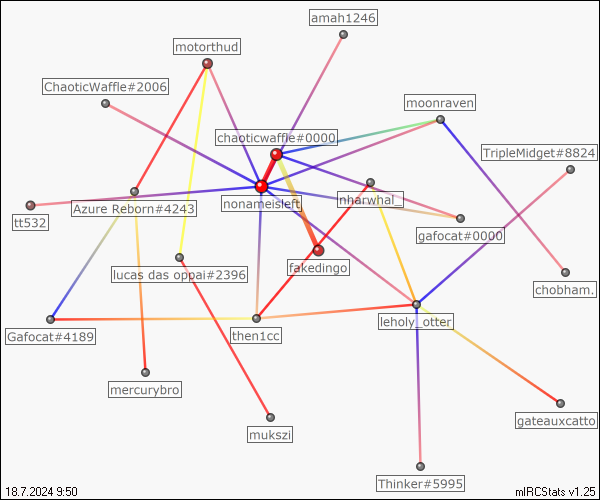 amah1246
motorthud
ChaoticWaffle#2006
moonraven
chaoticwaffle#0000
TripleMidget#8824
nharwhal_
nonameisleft
Azure Reborn#4243
tt532
gafocat#0000
fakedingo
lucas das oppai#2396
chobham.
leholy_otter
Gafocat#4189
then1cc
mercurybro
gateauxcatto
mukszi
Thinker#5995
18.7.2024 9:50
mIRCStats v1.25